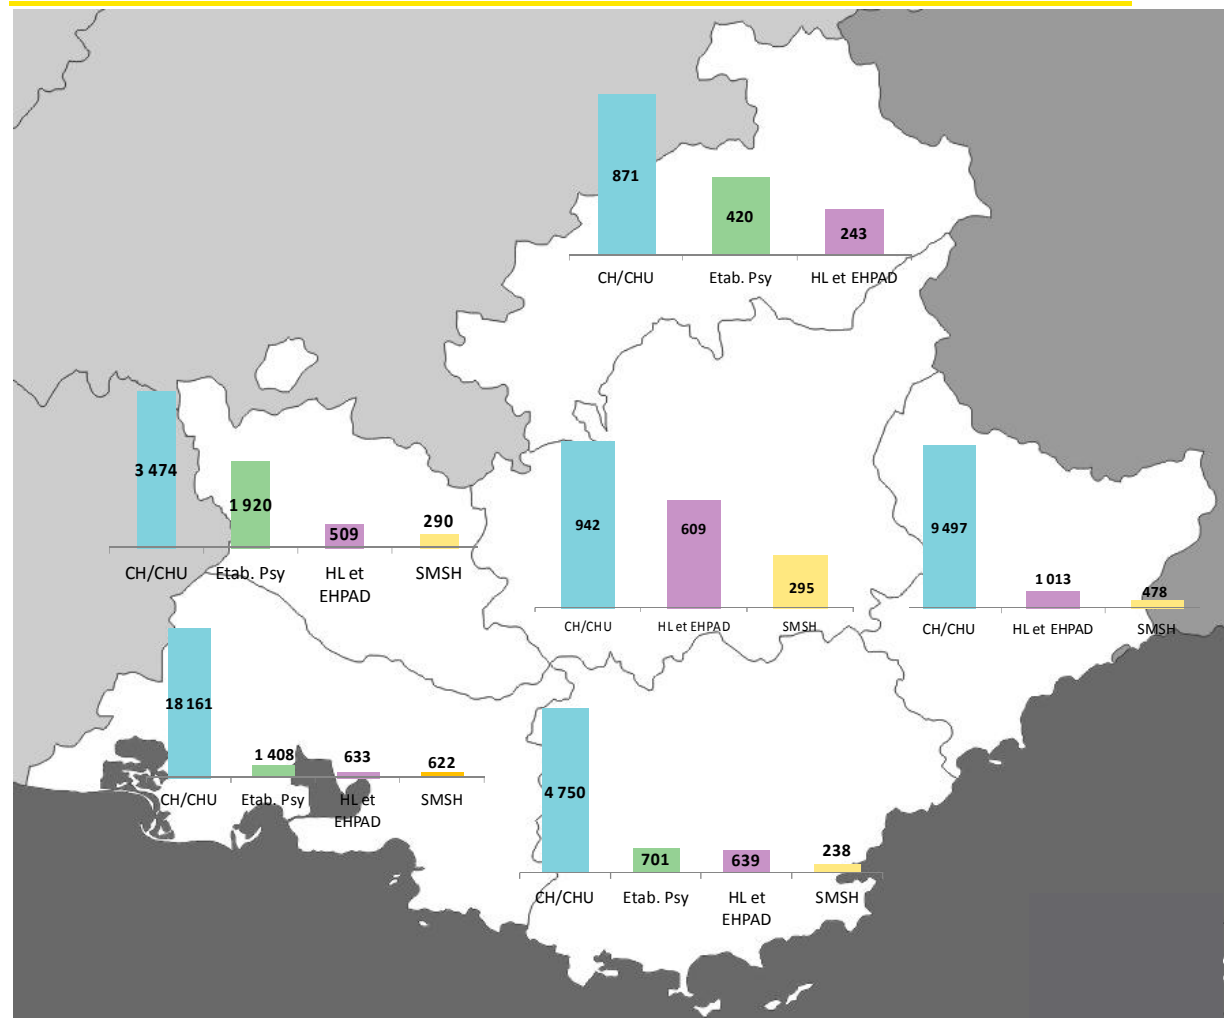 871
420
243
CH/CHU
Etab. Psy
HL et EHPAD
3 474
1 920
509
290
CH/CHU
Etab. Psy
HL et
EHPAD
SMSH
942
609
295
CH/CHU
HL et EHPAD
SMSH
9 497
1 013
478
CH/CHU
HL et EHPAD
SMSH
18 161
1 408
633
622
CH/CHU
Etab. Psy
HL et
EHPAD
SMSH
4 750
701
639
238
CH/CHU
Etab. Psy
HL et
EHPAD
SMSH